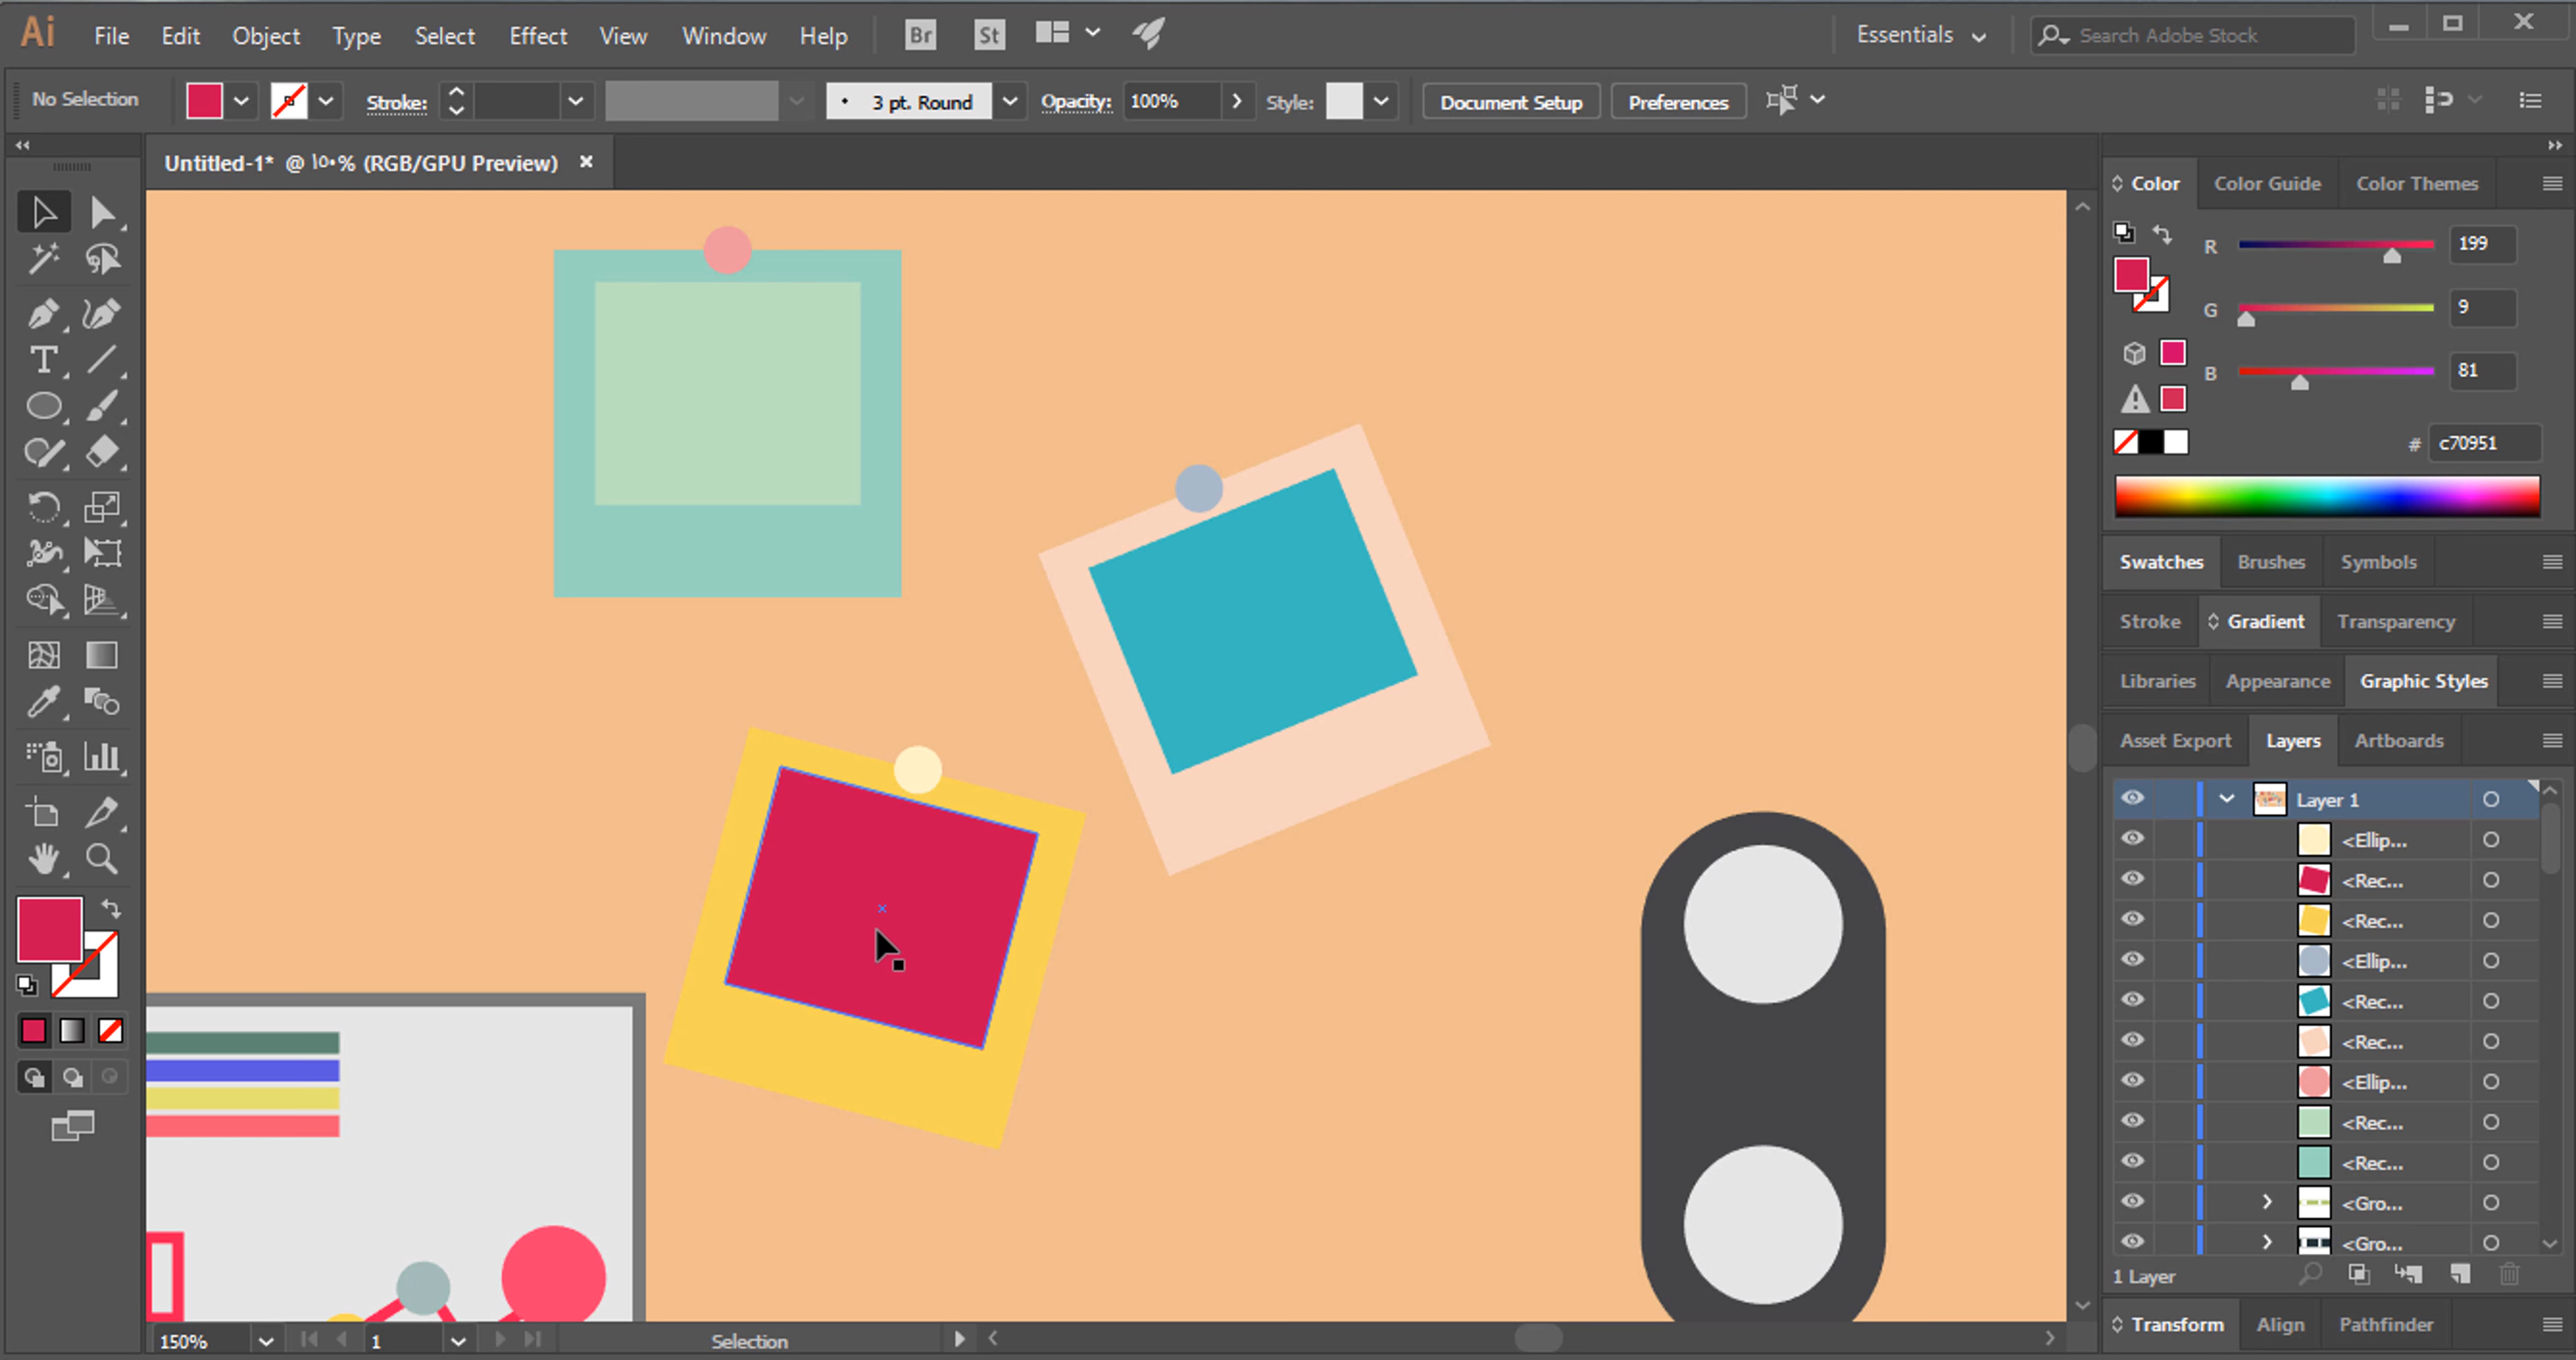 Ai File Edit Object Type Select Effect View Window Help Br St Essentials Search Adobe Stock
No Selection Stroke: 3 pt. Round Opacity: 100% Style: Document Setup Preferences
Untitled-1* @ ١٥٠% (RGB/GPU Preview)
Color Color Guide Color Themes
R 199
G 9
B 81
# c70951
Swatches Brushes Symbols
Stroke Gradient Transparency
Libraries Appearance Graphic Styles
Asset Export Layers Artboards
Layer 1
<Ellip...
<Rec...
<Rec...
<Ellip...
<Rec...
<Rec...
<Ellip...
<Rec...
<Rec...
<Gro...
<Gro...
1 Layer
Transform Align Pathfinder
150% 1 Selection